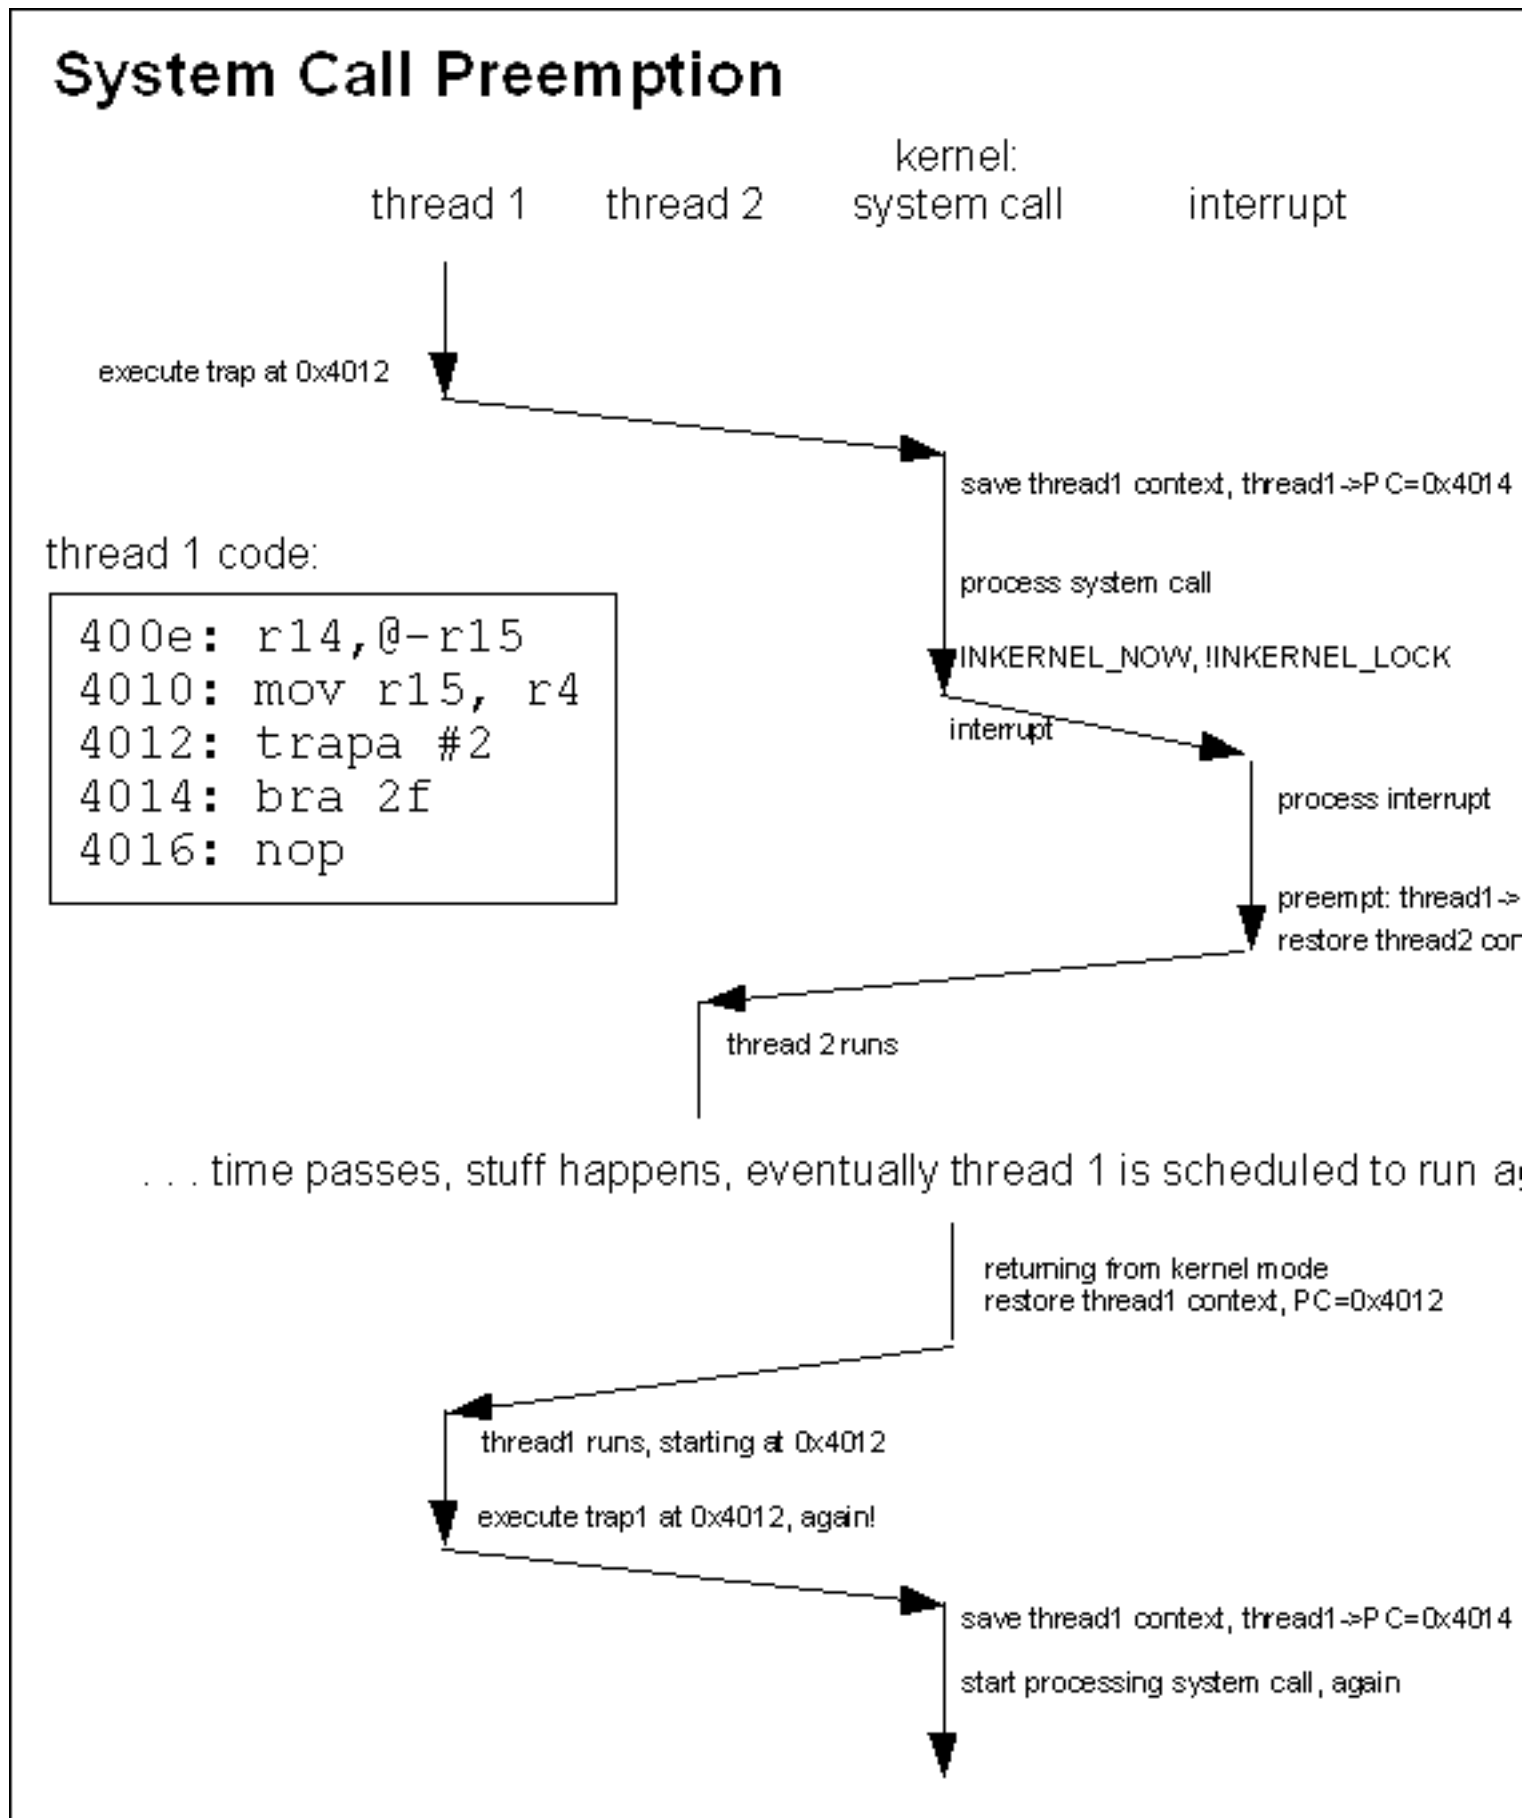 System Call Preemption
kernel:
thread 1 thread 2 system call interrupt
execute trap at 0x4012
save thread1 context, thread1->PC=0x4014
thread 1 code:
process system call
400e: r14,@-r15
4010: mov r15, r4
4012: trapa #2
4014: bra 2f
4016: nop
INKERNEL_NOW, !INKERNEL_LOCK
interrupt
process interrupt
preempt: thread1->
restore thread2
thread 2 runs
. . . time passes, stuff happens, eventually thread 1 is scheduled to run
returning from kernel mode
restore thread1 context, PC=0x4012
thread1 runs, starting at 0x4012
execute trap1 at 0x4012, again!
save thread1 context, thread1->PC=0x4014
start processing system call, again